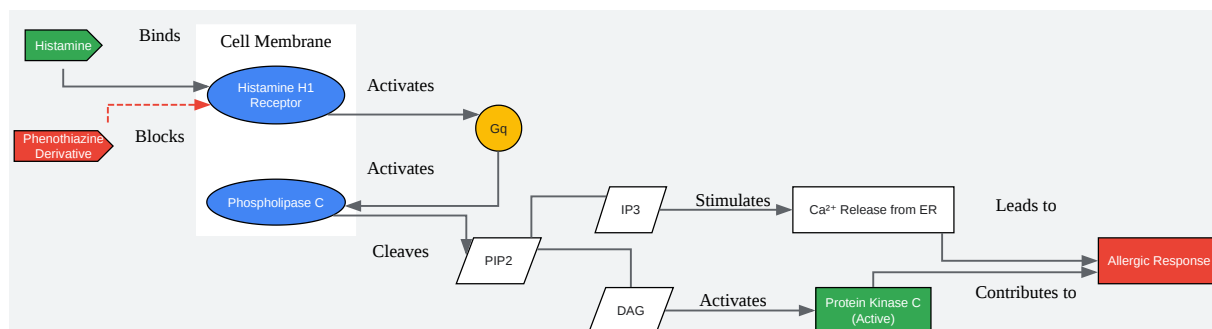 Binds
Cell Membrane
Histamine
Histamine H1
Receptor
Activates
Phenothiazine
Derivative
Blocks
Gq
Activates
Phospholipase C
IP3
Stimulates
Ca²⁺ Release from ER
Leads to
Cleaves
PIP2
Allergic Response
DAG
Activates
Protein Kinase C
(Active)
Contributes to